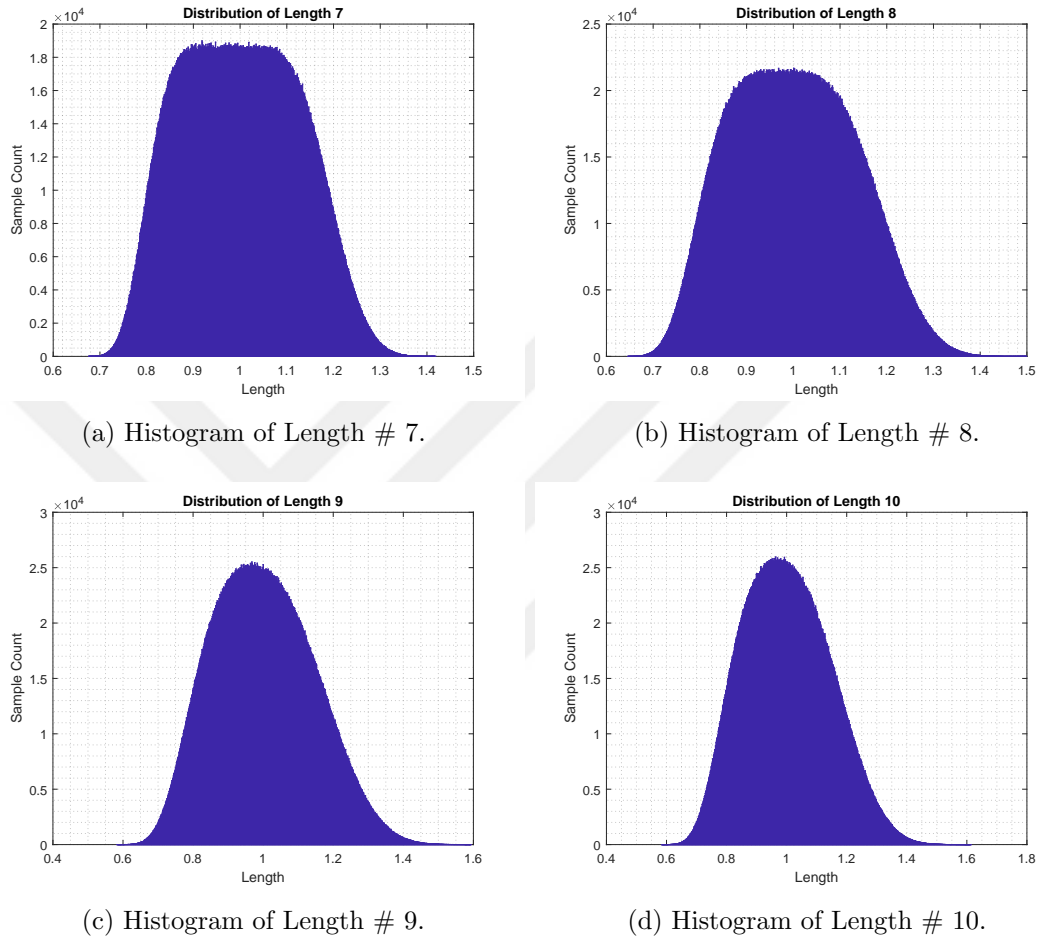 Distribution of Length 7
×10⁴
2
1.8
1.6
1.4
1.2
1
0.8
0.6
0.4
0.2
0
Sample Count
0.6 0.7 0.8 0.9 1 1.1 1.2 1.3 1.4 1.5
Length
(a) Histogram of Length # 7.
Distribution of Length 8
×10⁴
2.5
2
1.5
1
0.5
0
Sample Count
0.6 0.7 0.8 0.9 1 1.1 1.2 1.3 1.4 1.5
Length
(b) Histogram of Length # 8.
Distribution of Length 9
×10⁴
3
2.5
2
1.5
1
0.5
0
Sample Count
0.4 0.6 0.8 1 1.2 1.4 1.6
Length
(c) Histogram of Length # 9.
Distribution of Length 10
×10⁴
3
2.5
2
1.5
1
0.5
0
Sample Count
0.4 0.6 0.8 1 1.2 1.4 1.6 1.8
Length
(d) Histogram of Length # 10.